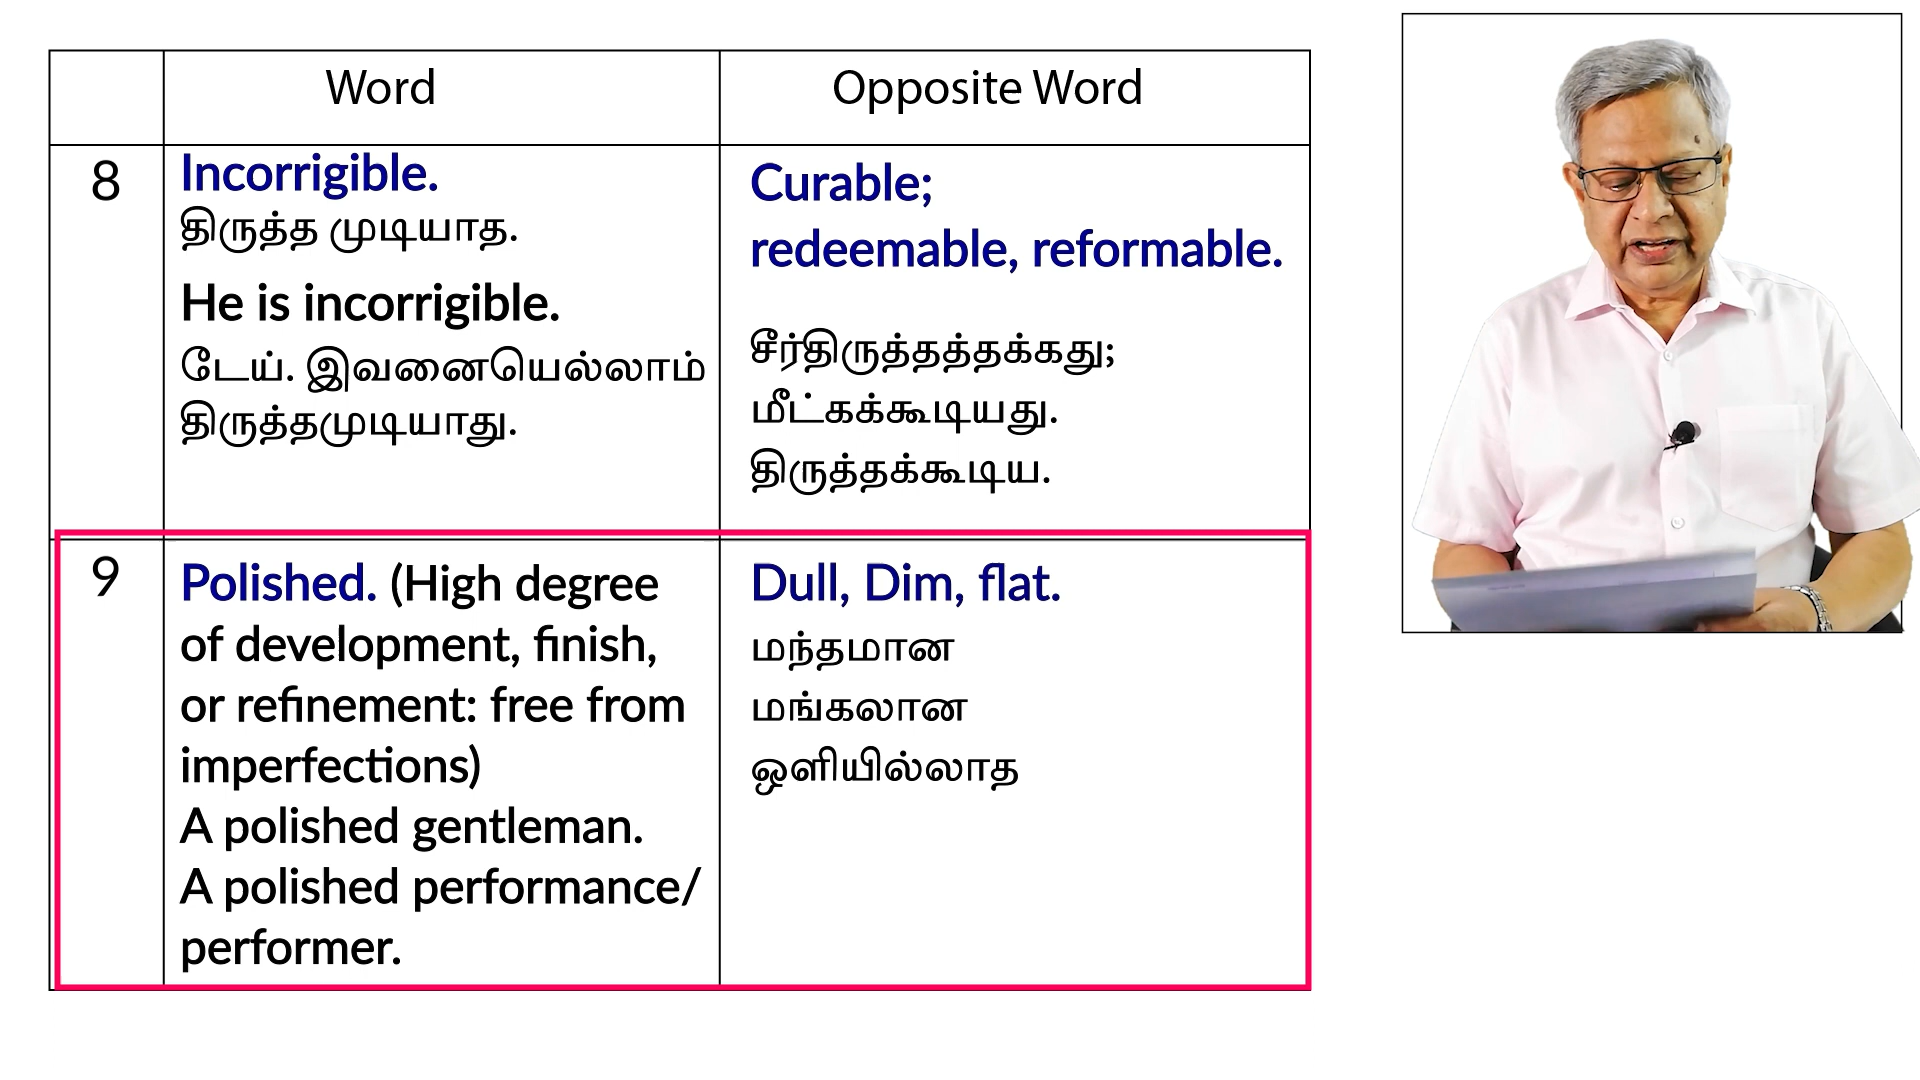 Word
Opposite Word
8
Incorrigible.
திருத்த முடியாத.
He is incorrigible.
டேய். இவனையெல்லாம்
திருத்தமுடியாது.
Curable;
redeemable, reformable.
சீர்திருத்தத்தக்கது;
மீட்கக்கூடியது.
திருத்தக்கூடிய.
9
Polished. (High degree
of development, finish,
or refinement: free from
imperfections)
A polished gentleman.
A polished performance/
performer.
Dull, Dim, flat.
மந்தமான
மங்கலான
ஒளியில்லாத